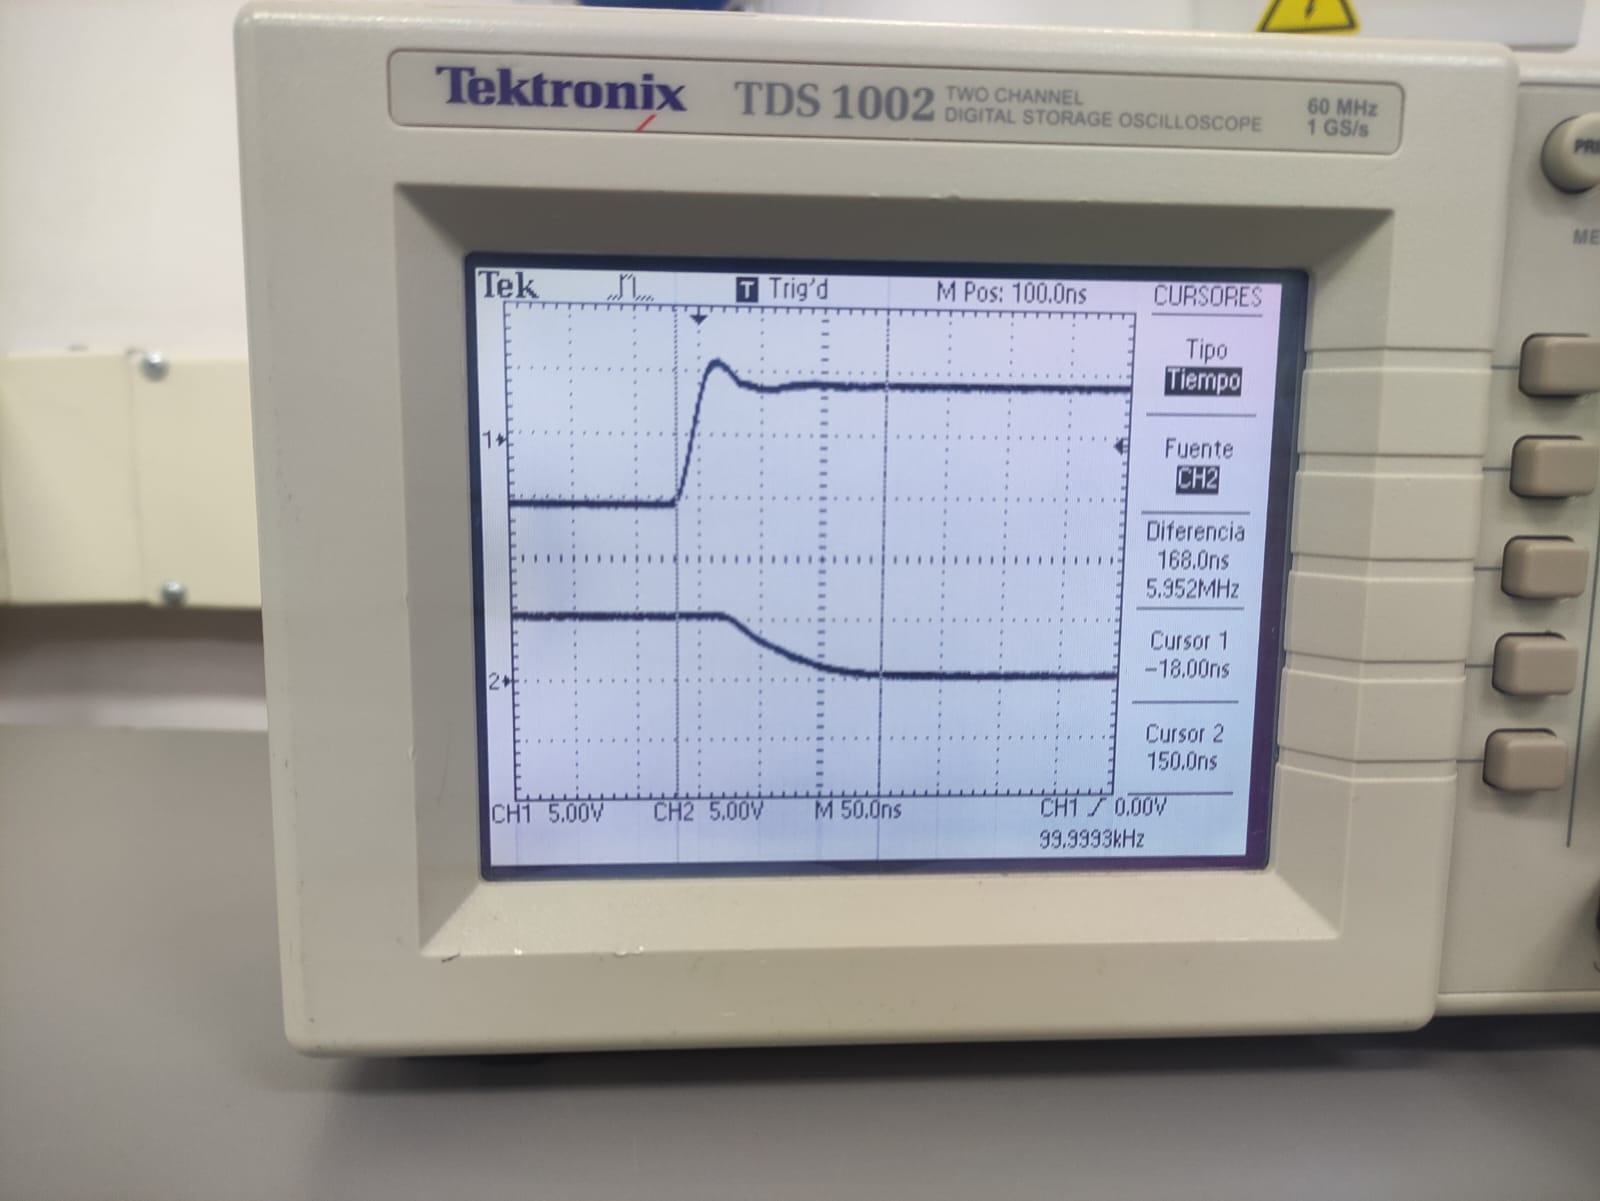 Tektronix TDS 1002 TWO CHANNEL
DIGITAL STORAGE OSCILLOSCOPE
60 MHz
1 GS/s
Tek T Trig'd M Pos: 100.0ns CURSORES
Tipo
Tiempo
1
Fuente
CH2
Diferencia
168.0ns
5.952MHz
Cursor 1
-18.00ns
2
Cursor 2
150.0ns
CH1 5.00V CH2 5.00V M 50.0ns CH1 0.00V
99.9993kHz